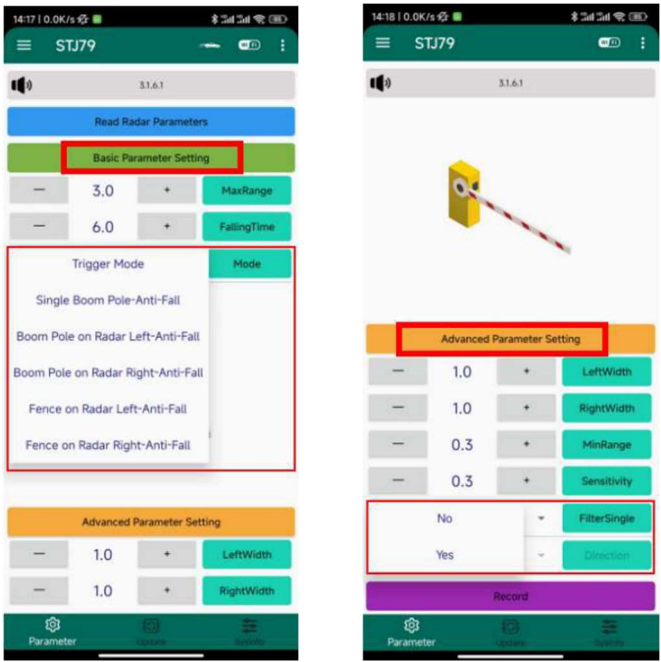 14:17 | 0.0K/s
STJ79
3.1.6.1
Read Radar Parameters
Basic Parameter Setting
— 3.0 + MaxRange
— 6.0 + FallingTime
Trigger Mode Mode
Single Boom Pole-Anti-Fall
Boom Pole on Radar Left-Anti-Fall
Boom Pole on Radar Right-Anti-Fall
Fence on Radar Left-Anti-Fall
Fence on Radar Right-Anti-Fall
Advanced Parameter Setting
— 1.0 + LeftWidth
— 1.0 + RightWidth
Parameter Update SysInfo
14:18 | 0.0K/s
STJ79
3.1.6.1
Advanced Parameter Setting
— 1.0 + LeftWidth
— 1.0 + RightWidth
— 0.3 + MinRange
— 0.3 + Sensitivity
No FilterSingle
Yes Direction
Record
Parameter Update SysInfo